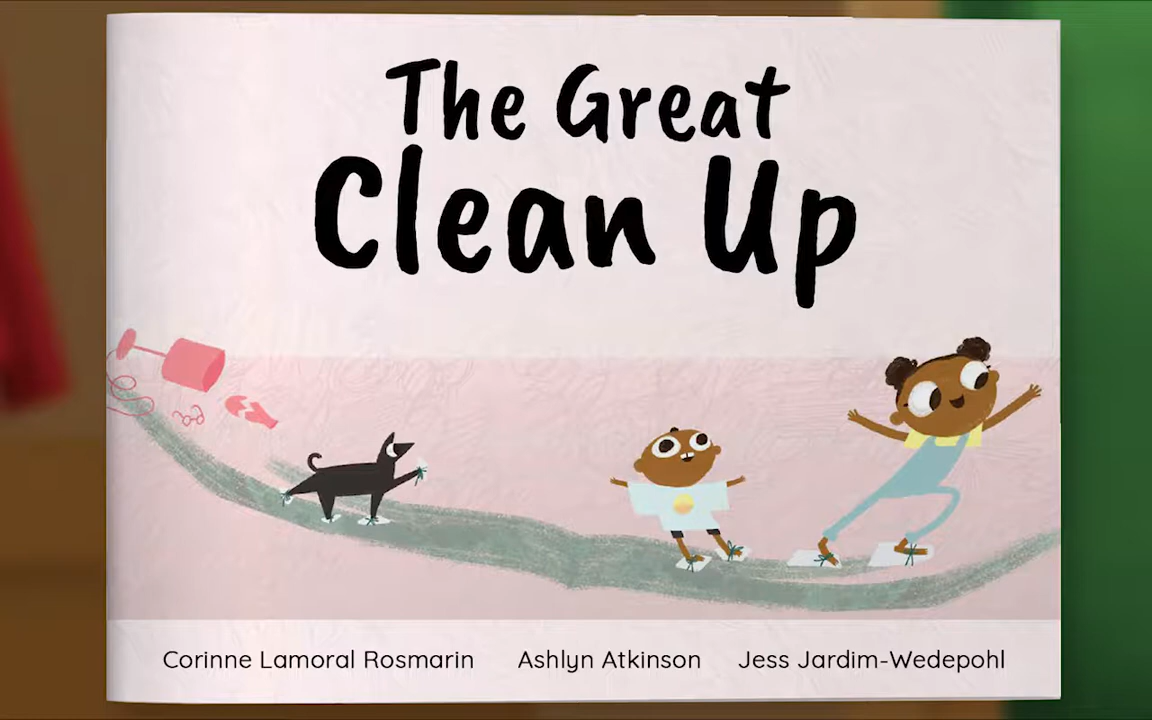 The Great
Clean Up
Corinne Lamoral Rosmarin Ashlyn Atkinson Jess Jardim-Wedepohl